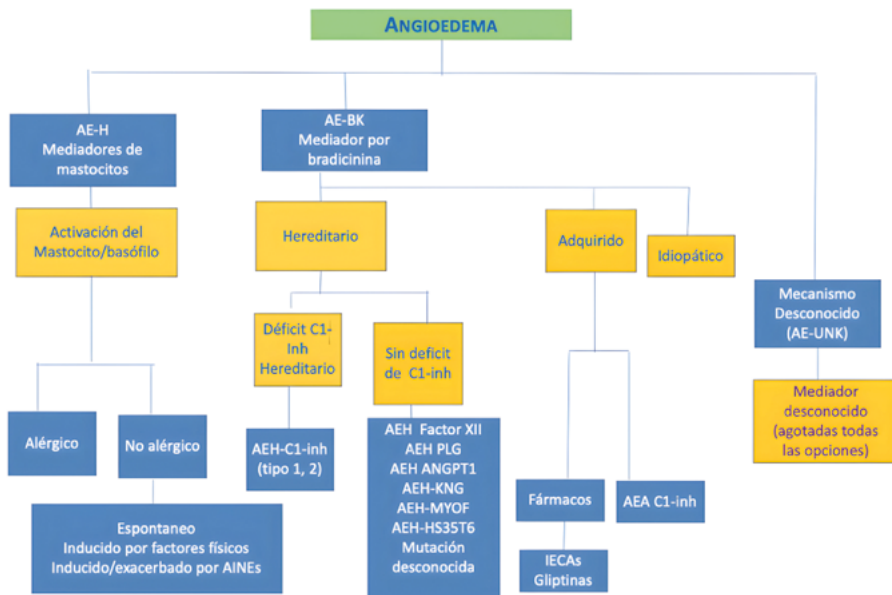 ANGIOEDEMA
AE-H
Mediadores de
mastocitos
AE-BK
Mediador por
bradicinina
Activación del
Mastocito/basófilo
Hereditario
Adquirido
Idiopático
Mecanismo
Desconocido
(AE-UNK)
Déficit C1-
Inh
Hereditario
Sin deficit
de C1-inh
Mediador
desconocido
(agotadas todas
las opciones)
Alérgico
No alérgico
AEH-C1-inh
(tipo 1, 2)
AEH Factor XII
AEH PLG
AEH ANGPT1
AEH-KNG
AEH-MYOF
AEH-HS35T6
Mutación
desconocida
Fármacos
AEA C1-inh
Espontaneo
Inducido por factores físicos
Inducido/exacerbado por AINEs
IECAs
Gliptinas